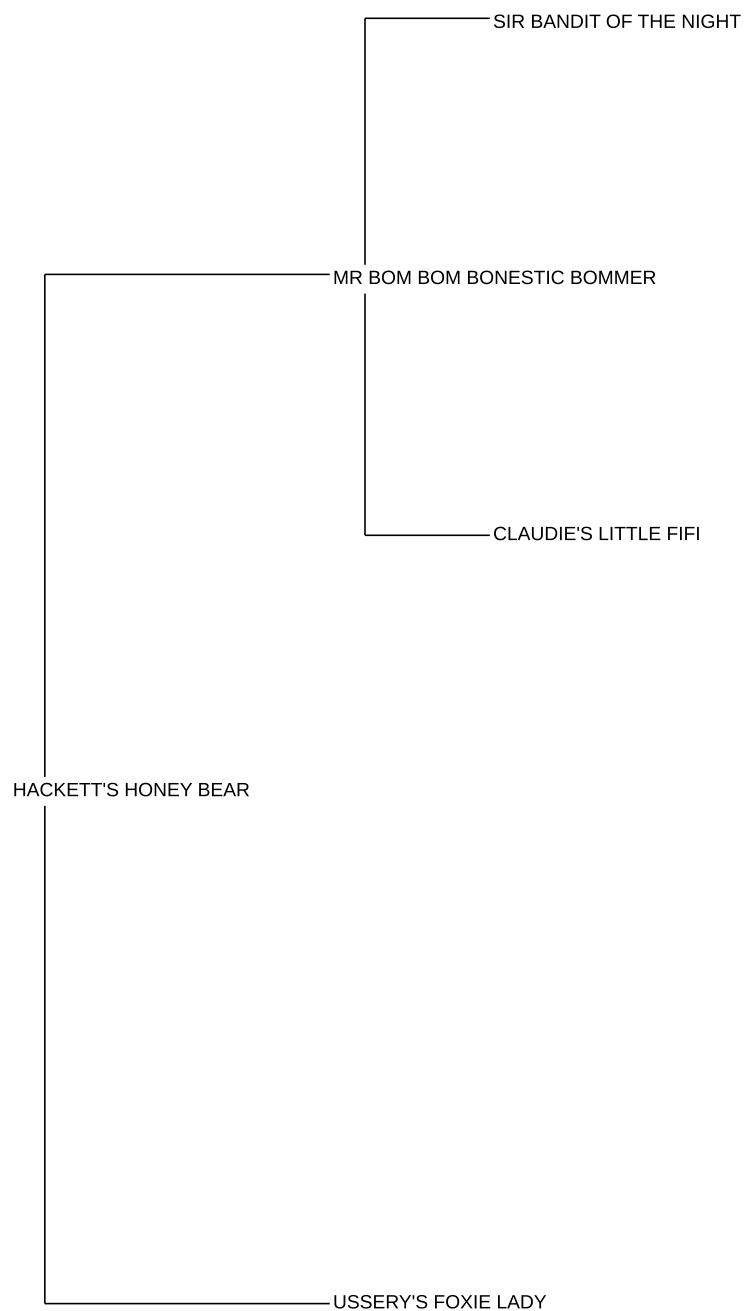 SIR BANDIT OF THE NIGHT
MR BOM BOM BONESTIC BOMMER
CLAUDIE'S LITTLE FIFI
HACKETT'S HONEY BEAR
USSERY'S FOXIE LADY